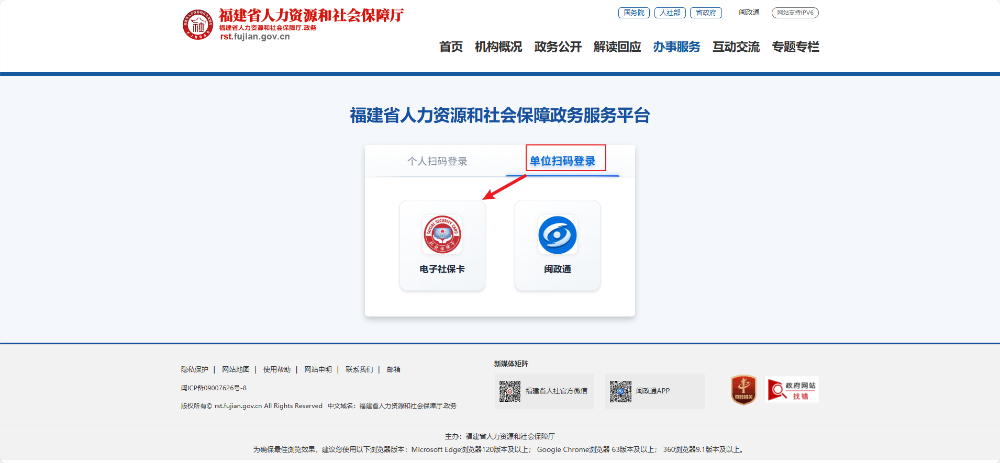 福建省人力资源和社会保障厅
福建省人力资源和社会保障厅.政务
rst.fujian.gov.cn
国务院 人社部 省政府 闽政通 网站支持IPV6
首页 机构概况 政务公开 解读回应 办事服务 互动交流 专题专栏
福建省人力资源和社会保障政务服务平台
个人扫码登录 单位扫码登录
SOCIAL SECURITY CARD
社会保障卡
电子社保卡 闽政通
隐私保护 | 网站地图 | 使用帮助 | 网站申明 | 联系我们 | 邮箱
闽ICP备09007626号-8
版权所有© rst.fujian.gov.cn All Rights Reserved 中文域名：福建省人力资源和社会保障厅.政务
新媒体矩阵
福建省人社官方微信 闽政通APP
党政机关
政府网站
找错
主办：福建省人力资源和社会保障厅
为确保最佳浏览效果，建议您使用以下浏览器版本：Microsoft Edge浏览器120版本及以上； Google Chrome浏览器 63版本及以上； 360浏览器9.1版本及以上。